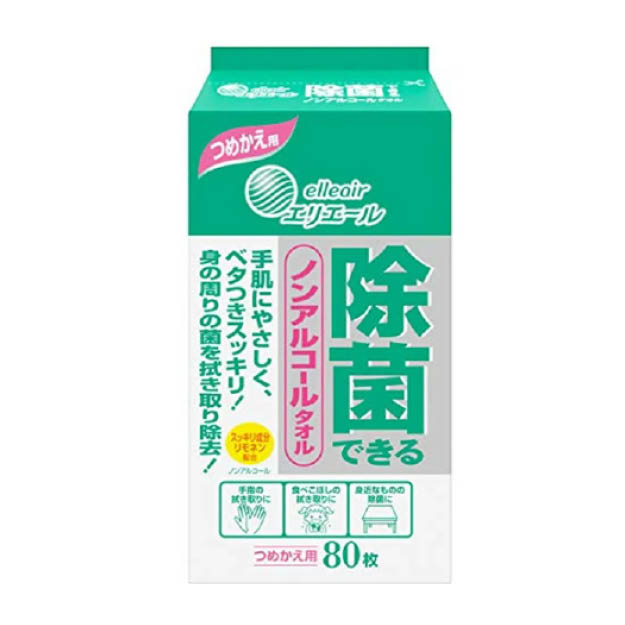 除菌できる
ノンアルコールタオル
つめかえ用
elleair
エリエール
除菌できる
ノンアルコールタオル
手肌にやさしく、
ベタつきスッキリ!
身の周りの菌を拭き取り除去!
スッキリ成分
リモネン
配合
ノンアルコール
手指の
拭き取りに
食べこぼしの
拭き取りに
身近なものの
除菌に
つめかえ用 80枚